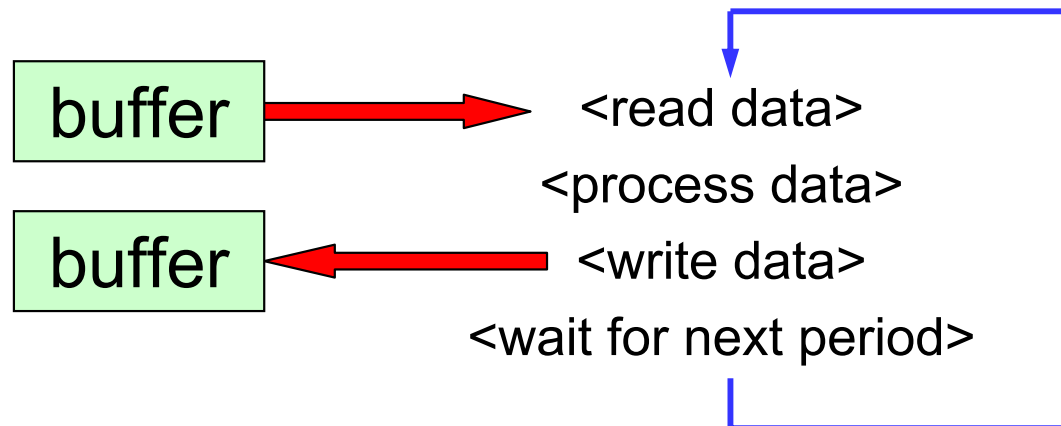 buffer
<read data>
<process data>
buffer
<write data>
<wait for next period>